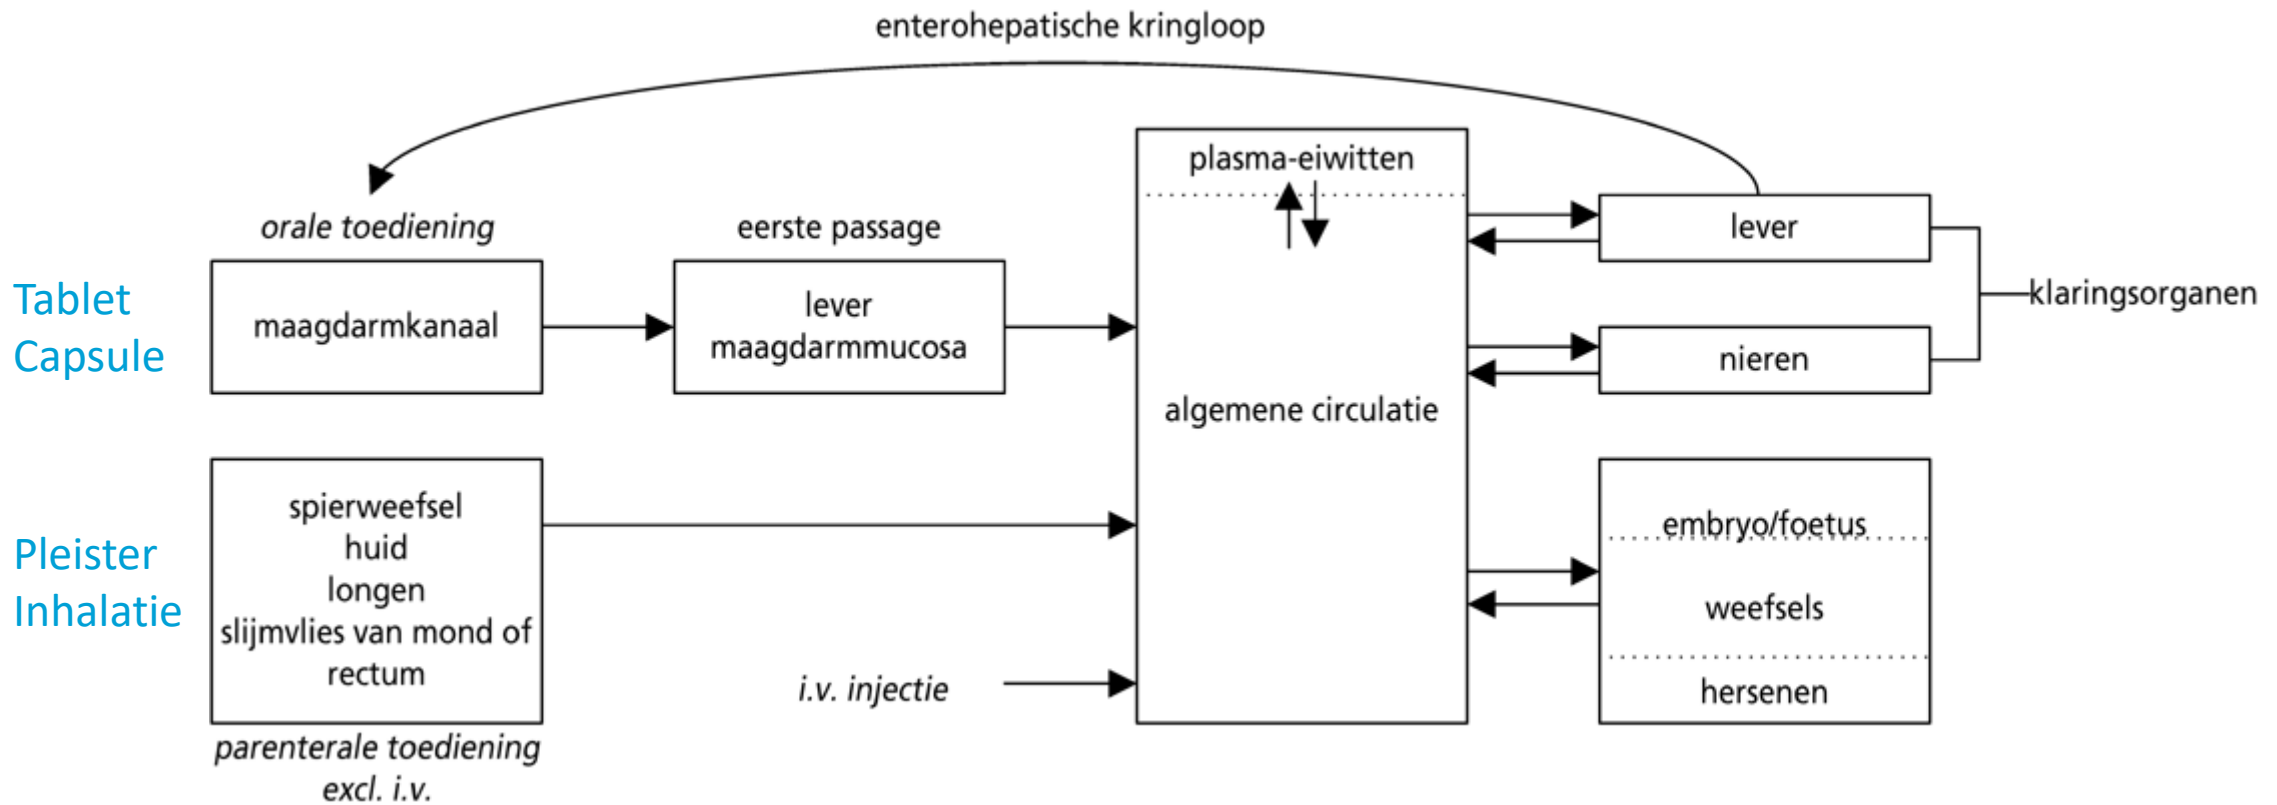 enterohepatische kringloop
orale toediening
eerste passage
plasma-eiwitten
lever
Tablet
Capsule
maagdarmkanaal
lever
maagdarmmucosa
klaringsorganen
nieren
algemene circulatie
Pleister
Inhalatie
spierweefsel
huid
longen
slijmvlies van mond of
rectum
embryo/foetus
weefsels
hersenen
i.v. injectie
parenterale toediening
excl. i.v.